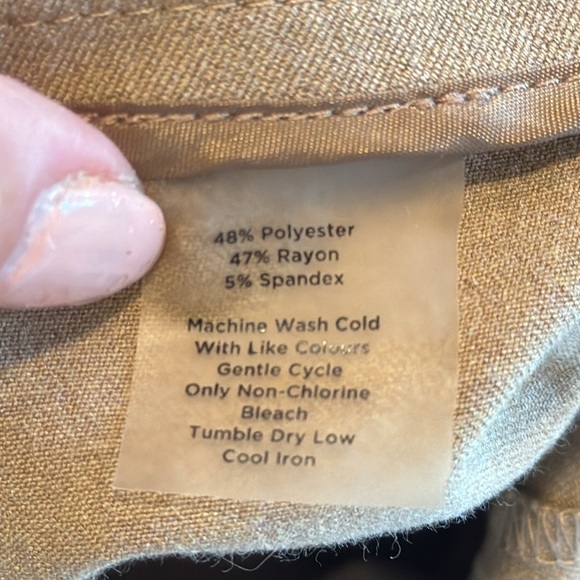 48% Polyester
47% Rayon
5% Spandex
Machine Wash Cold
With Like Colours
Gentle Cycle
Only Non-Chlorine
Bleach
Tumble Dry Low
Cool Iron